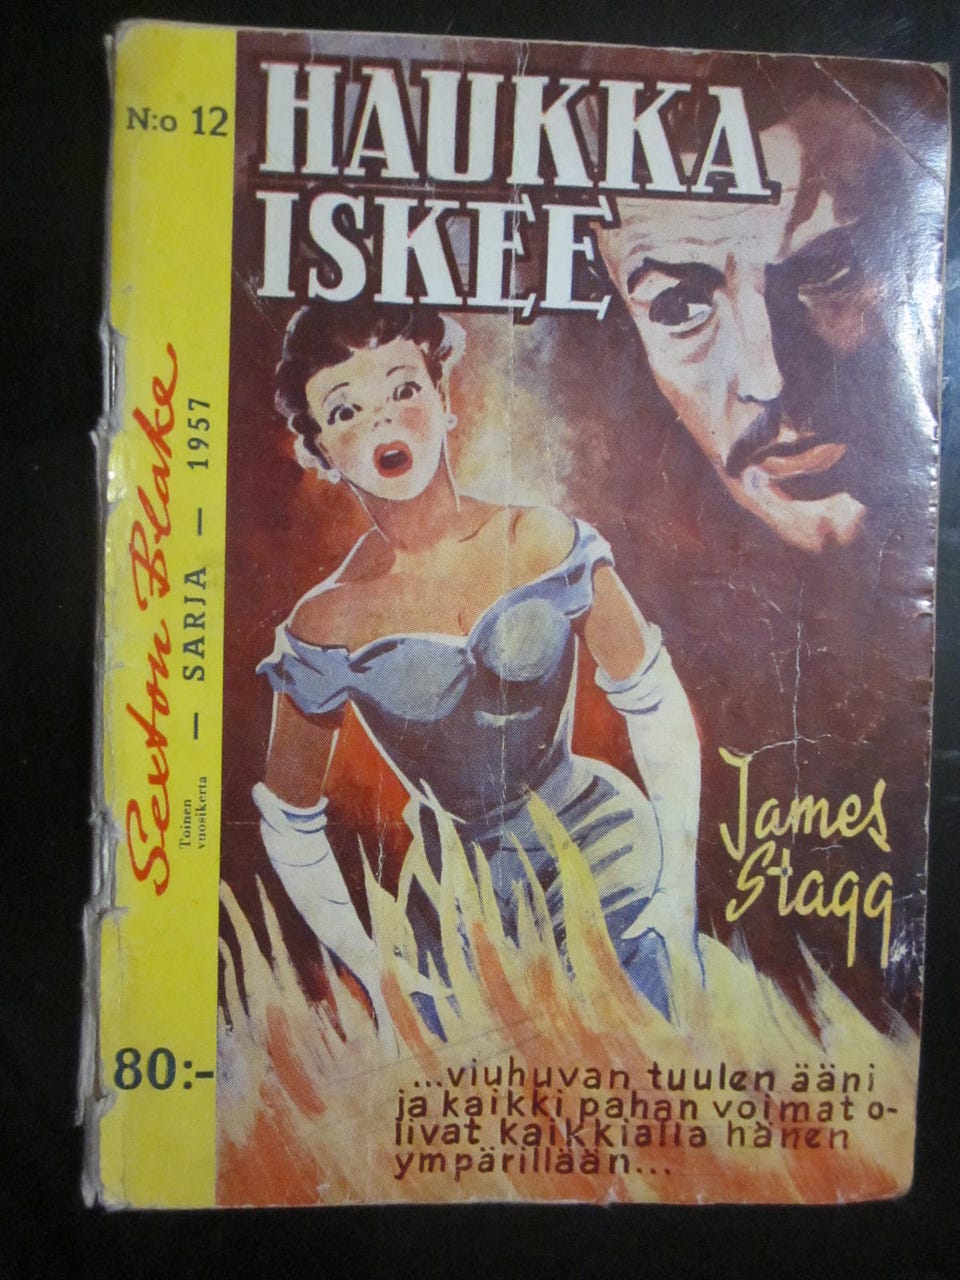 N:o 12
HAUKKA
ISKEE
Sexton Blake
— SARJA — 1957
Toinen
vuosikerta
James
Stagg
80:-
...viuhuvan tuulen ääni
ja kaikki pahan voimat o-
livat kaikkialla hänen
ympärillään...